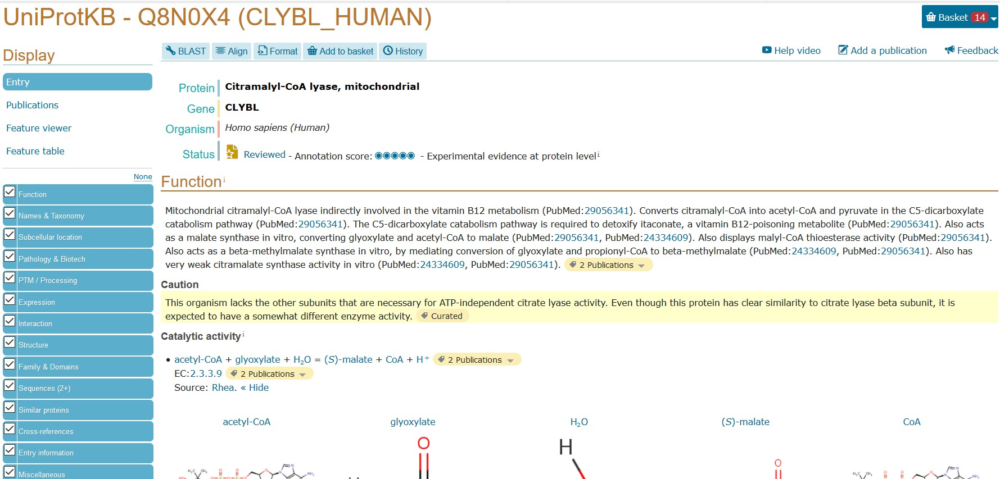 UniProtKB - Q8N0X4 (CLYBL_HUMAN)
Basket 14
Display
BLAST Align Format Add to basket History
Help video Add a publication Feedback
Entry
Publications
Feature viewer
Feature table
None
Function
Names & Taxonomy
Subcellular location
Pathology & Biotech
PTM / Processing
Expression
Interaction
Structure
Family & Domains
Sequences (2+)
Similar proteins
Cross-references
Entry information
Miscellaneous
Protein Citramalyl-CoA lyase, mitochondrial
Gene CLYBL
Organism Homo sapiens (Human)
Status Reviewed - Annotation score: - Experimental evidence at protein level i
Function i
Mitochondrial citramalyl-CoA lyase indirectly involved in the vitamin B12 metabolism (PubMed:29056341). Converts citramalyl-CoA into acetyl-CoA and pyruvate in the C5-dicarboxylate
catabolism pathway (PubMed:29056341). The C5-dicarboxylate catabolism pathway is required to detoxify itaconate, a vitamin B12-poisoning metabolite (PubMed:29056341). Also acts
as a malate synthase in vitro, converting glyoxylate and acetyl-CoA to malate (PubMed:29056341, PubMed:24334609). Also displays malyl-CoA thioesterase activity (PubMed:29056341).
Also acts as a beta-methylmalate synthase in vitro, by mediating conversion of glyoxylate and propionyl-CoA to beta-methylmalate (PubMed:24334609, PubMed:29056341). Also has
very weak citramalate synthase activity in vitro (PubMed:24334609, PubMed:29056341). 2 Publications
Caution
This organism lacks the other subunits that are necessary for ATP-independent citrate lyase activity. Even though this protein has clear similarity to citrate lyase beta subunit, it is
expected to have a somewhat different enzyme activity. Curated
Catalytic activity i
• acetyl-CoA + glyoxylate + H₂O = (S)-malate + CoA + H⁺ 2 Publications
EC:2.3.3.9 2 Publications
Source: Rhea. « Hide
acetyl-CoA glyoxylate H₂O (S)-malate CoA
O
H
O
H₃C CH₃
NH₂
H₃C CH₃
NH₂